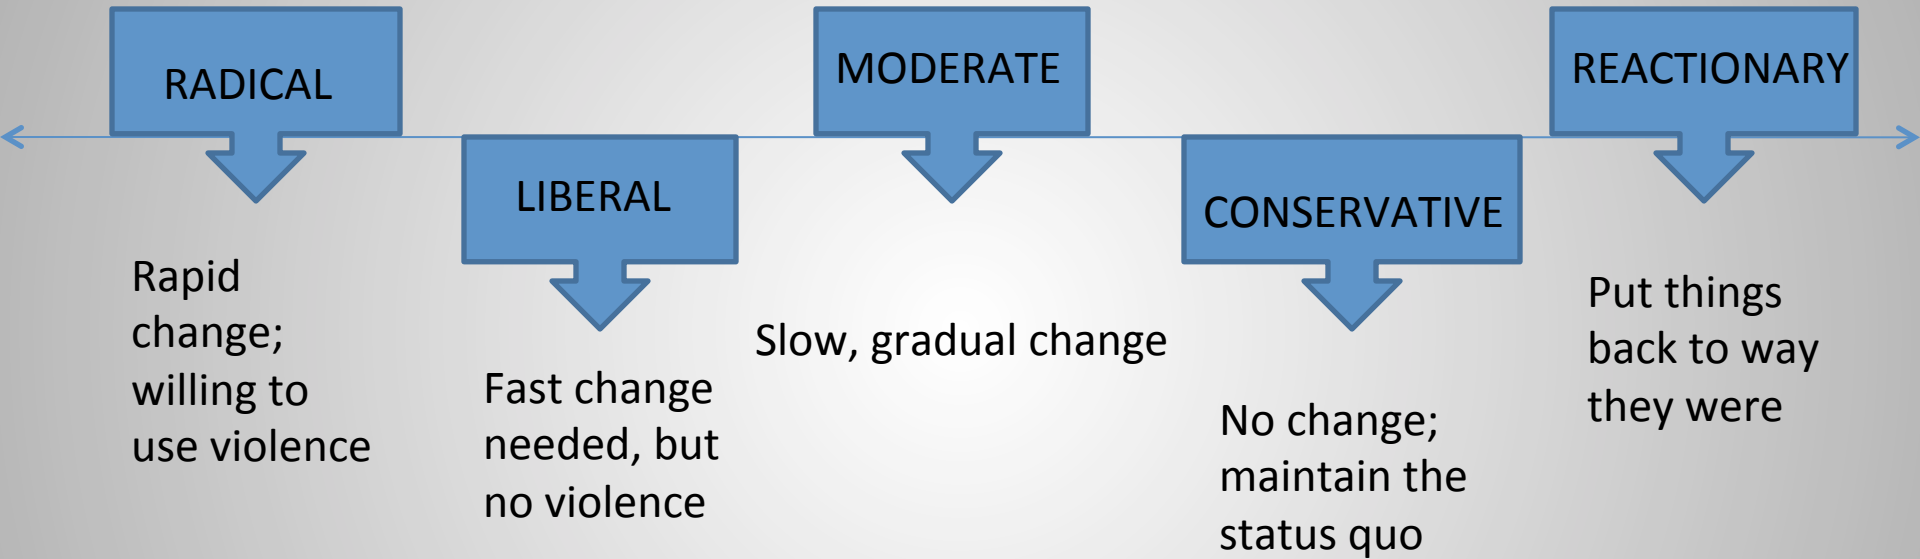 RADICAL
Rapid
change;
willing to
use violence
LIBERAL
Fast change
needed, but
no violence
MODERATE
Slow, gradual change
CONSERVATIVE
No change;
maintain the
status quo
REACTIONARY
Put things
back to way
they were